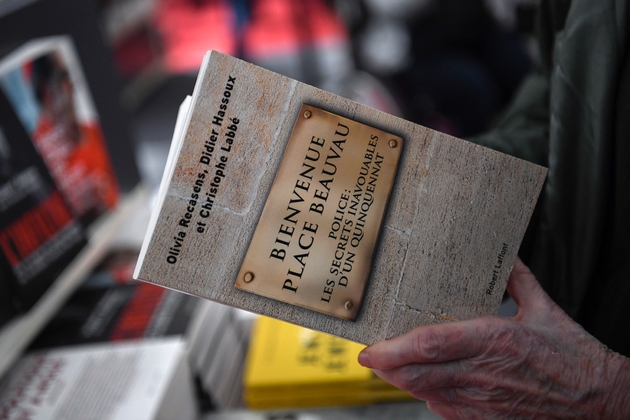 Olivia Recasens, Didier Hassoux
et Christophe Labbé
BIENVENUE
PLACE BEAUVAU
POLICE:
LES SECRETS INAVOUABLES
D'UN QUINQUENNAT
Robert Laffont